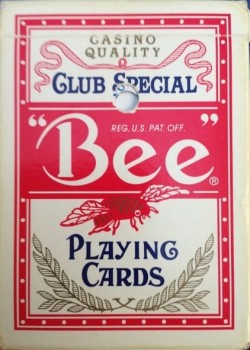 CASINO
QUALITY
CLUB SPECIAL
REG. U.S. PAT. OFF.
"Bee"®
PLAYING
CARDS